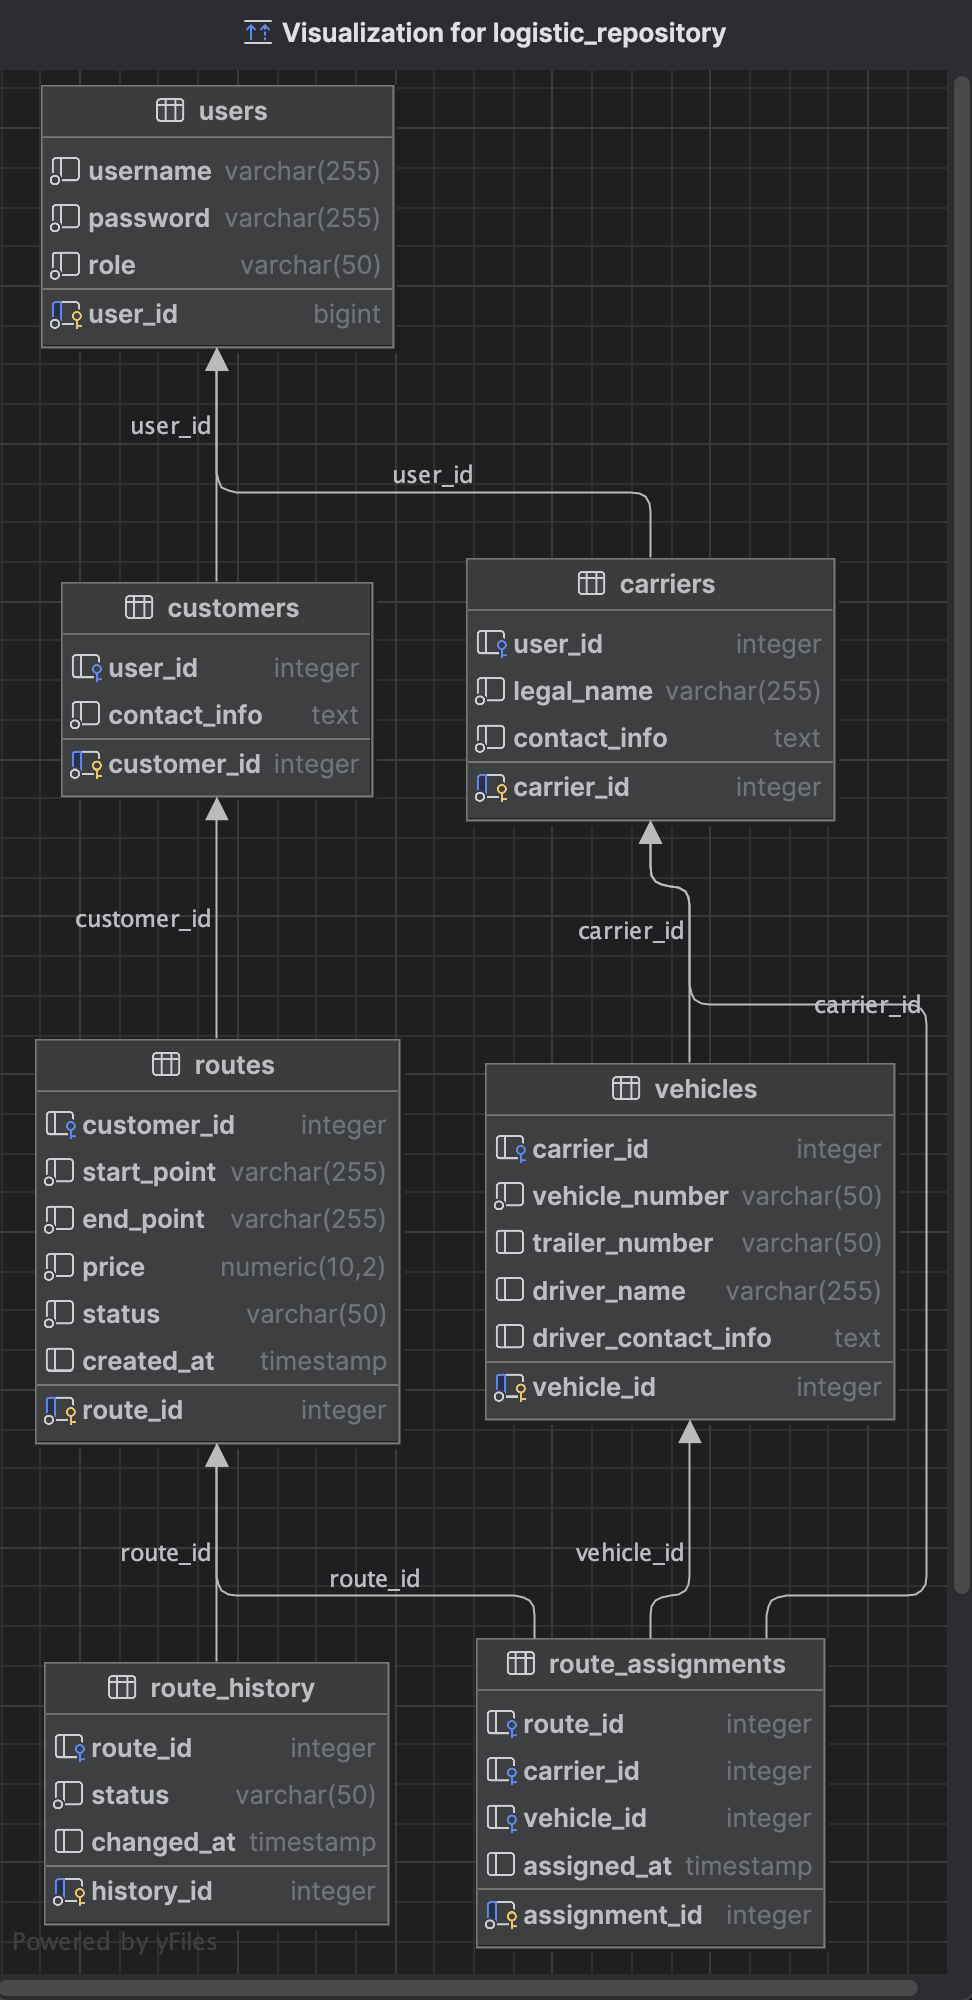 Visualization for logistic_repository
users
username varchar(255)
password varchar(255)
role varchar(50)
user_id bigint
user_id
user_id
customers
user_id integer
contact_info text
customer_id integer
carriers
user_id integer
legal_name varchar(255)
contact_info text
carrier_id integer
customer_id
carrier_id
carrier_id
routes
customer_id integer
start_point varchar(255)
end_point varchar(255)
price numeric(10,2)
status varchar(50)
created_at timestamp
route_id integer
vehicles
carrier_id integer
vehicle_number varchar(50)
trailer_number varchar(50)
driver_name varchar(255)
driver_contact_info text
vehicle_id integer
route_id
route_id
vehicle_id
route_history
route_id integer
status varchar(50)
changed_at timestamp
history_id integer
route_assignments
route_id integer
carrier_id integer
vehicle_id integer
assigned_at timestamp
assignment_id integer
Powered by yFiles